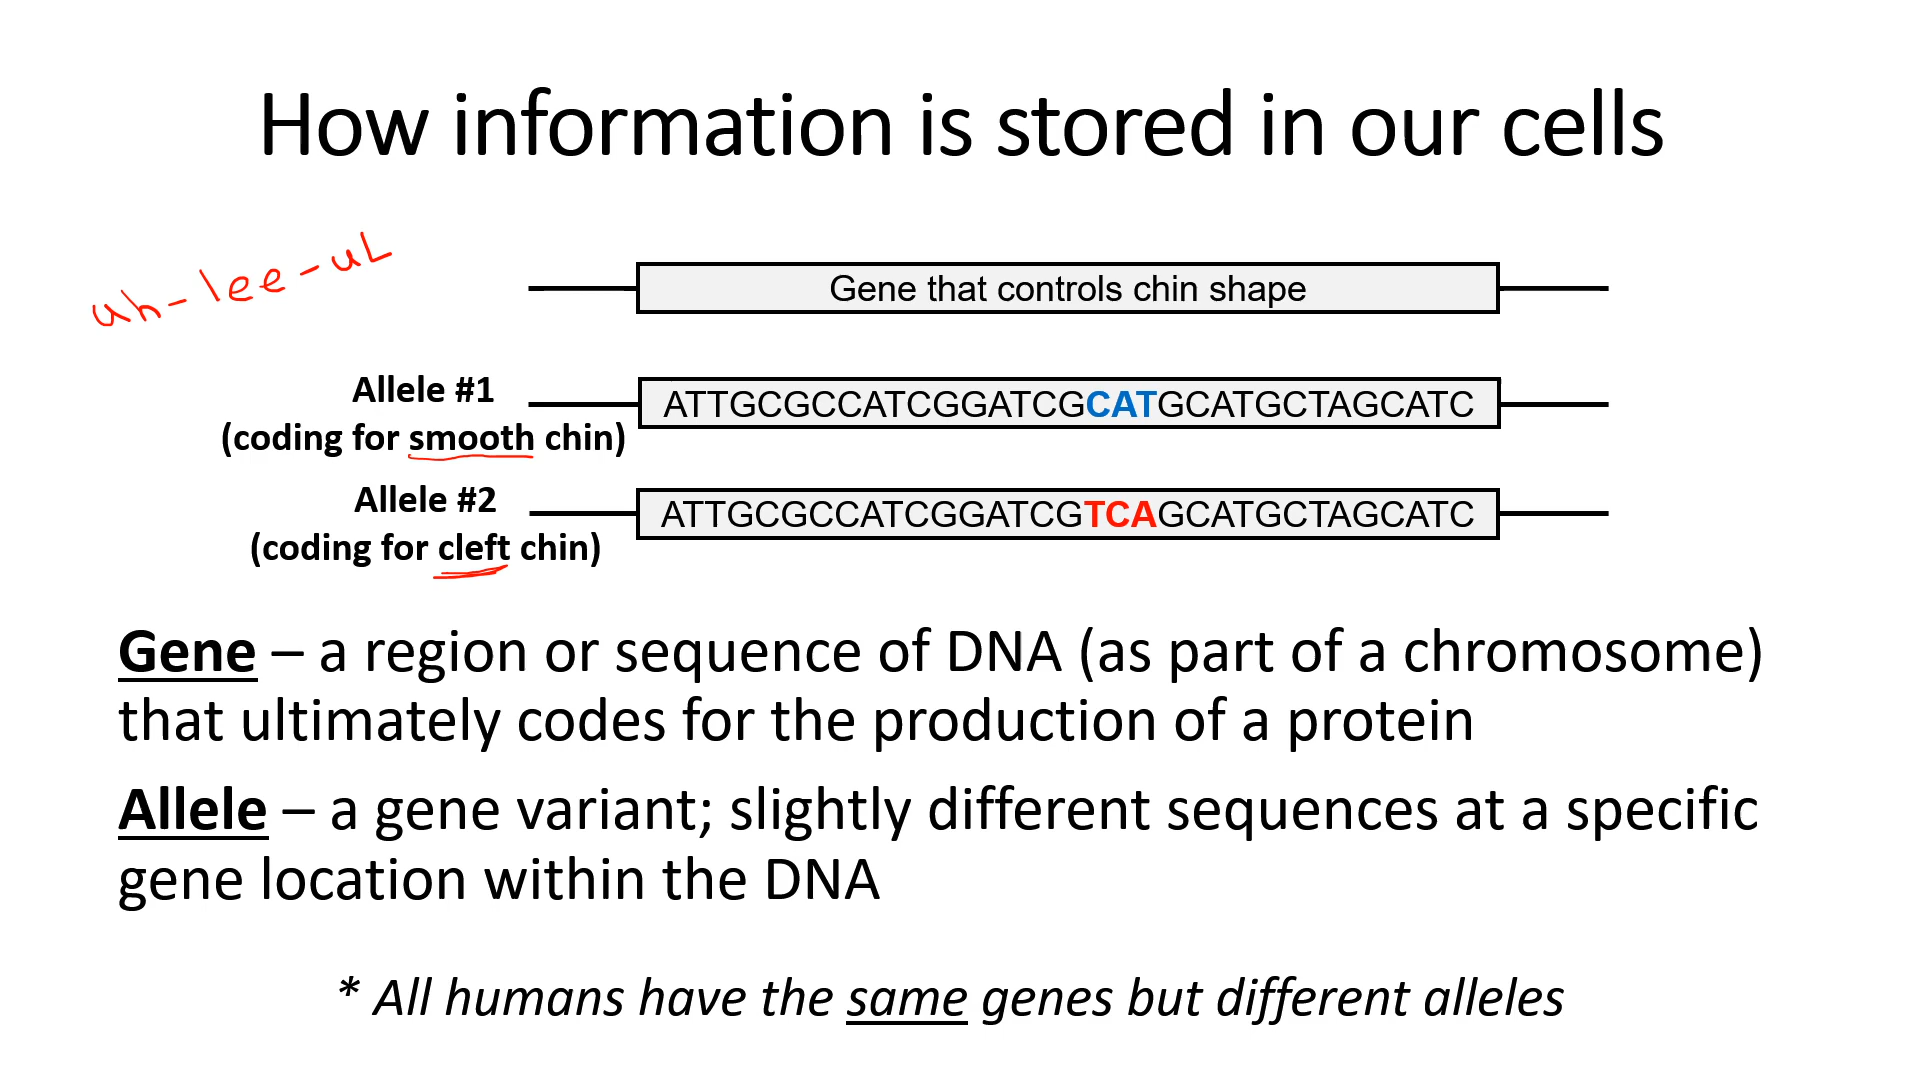 How information is stored in our cells
uh-lee-uL
Gene that controls chin shape
Allele #1
(coding for smooth chin)
ATTGCGCCATCGGATCGCATGCATGCTAGCATC
Allele #2
(coding for cleft chin)
ATTGCGCCATCGGATCGTCAGCATGCTAGCATC
Gene – a region or sequence of DNA (as part of a chromosome)
that ultimately codes for the production of a protein
Allele – a gene variant; slightly different sequences at a specific
gene location within the DNA
* All humans have the same genes but different alleles